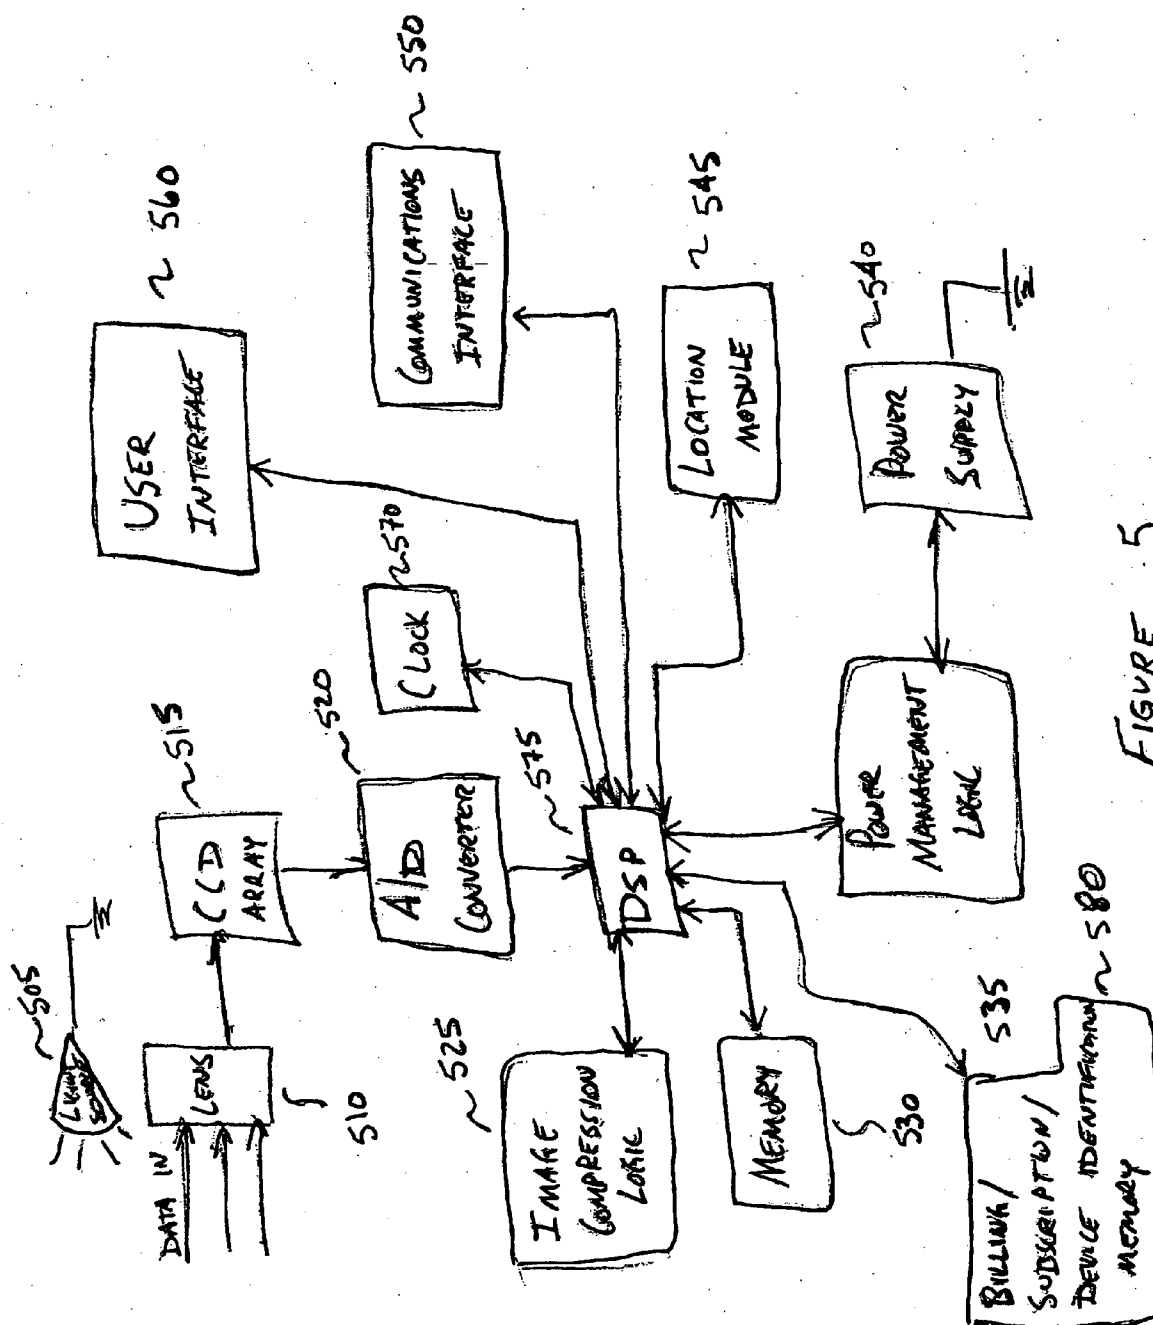 DATA IN
LIGHT
SOURCE
~505
LENS
510
CCD
ARRAY
~515
A/D
CONVERTER
~520
CLOCK
~570
USER
INTERFACE
~560
COMMUNICATIONS
INTERFACE
~550
IMAGE
COMPRESSION
LOGIC
~525
DSP
~575
LOCATION
MODULE
~545
MEMORY
530
POWER
MANAGEMENT
LOGIC
POWER
SUPPLY
~540
BILLING/
SUBSCRIPTION/
DEVICE IDENTIFICATION
MEMORY
535
~580
FIGURE 5